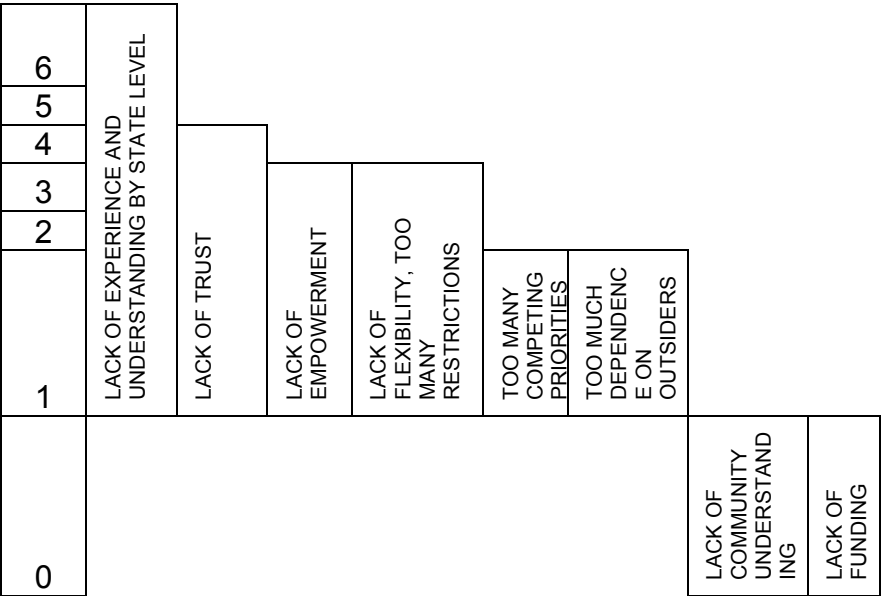 6
5
4
3
2
1
0
LACK OF EXPERIENCE AND
UNDERSTANDING BY STATE LEVEL
LACK OF TRUST
LACK OF
EMPOWERMENT
LACK OF
FLEXIBILITY, TOO
MANY
RESTRICTIONS
TOO MANY
COMPETING
PRIORITIES
TOO MUCH
DEPENDENC
E ON
OUTSIDERS
LACK OF
COMMUNITY
UNDERSTAND
ING
LACK OF
FUNDING